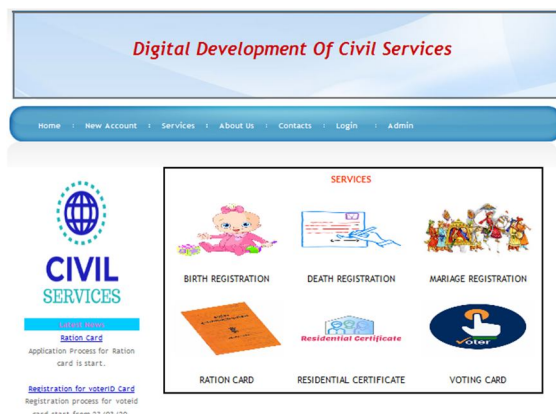 Digital Development Of Civil Services
Home : New Account : Services : About Us : Contacts : Login : Admin
CIVIL
SERVICES
Latest News
Ration Card
Application Process for Ration
card is start.
Registration for voterID Card
Registration process for voteid
SERVICES
BIRTH REGISTRATION
DEATH REGISTRATION
MARIAGE REGISTRATION
Residential Certificate
Voter
RATION CARD
RESIDENTIAL CERTIFICATE
VOTING CARD